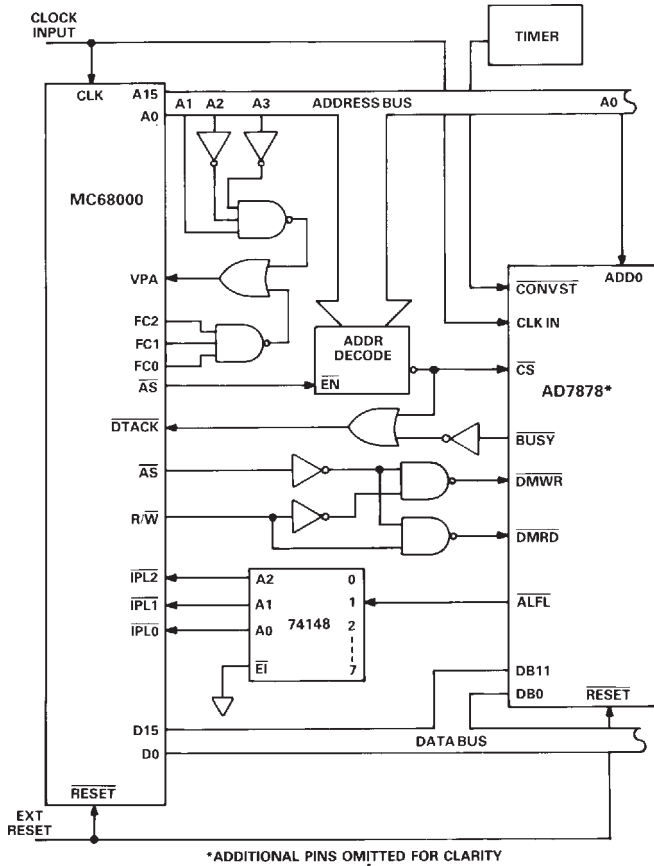 CLOCK
INPUT
TIMER
CLK
A15
A0
A1 A2 A3
ADDRESS BUS
A0
MC68000
ADD0
VPA
CONVST
CLK IN
FC2
FC1
FC0
ADDR
DECODE
EN
CS
AD7878*
AS
DTACK
BUSY
AS
DMWR
R/W
DMRD
IPL2
IPL1
IPL0
A2 0
A1 1
A0 2
74148
EI 7
ALFL
DB11
DB0
RESET
D15
D0
DATA BUS
RESET
EXT
RESET
*ADDITIONAL PINS OMITTED FOR CLARITY